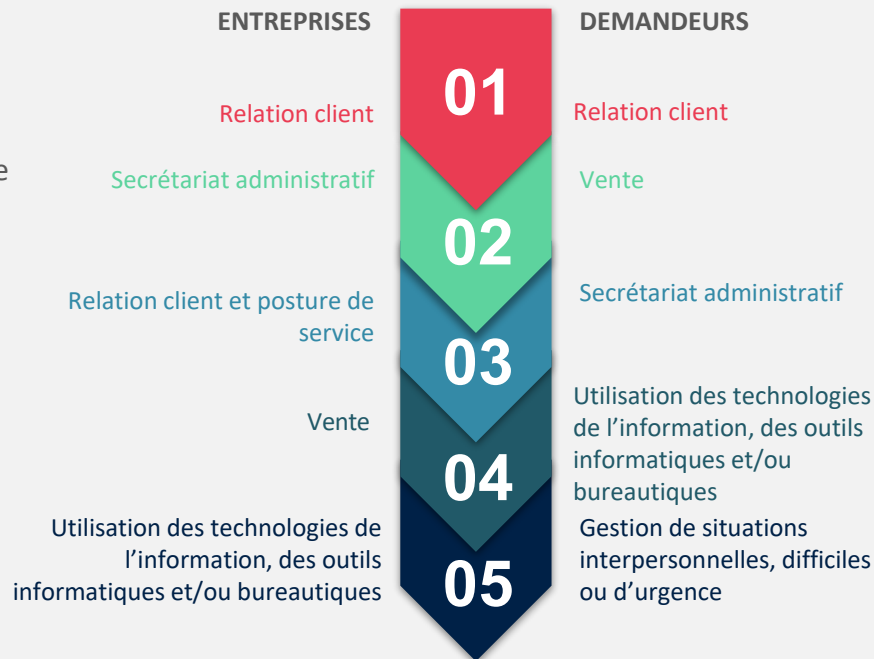 ENTREPRISES
DEMANDEURS
01
Relation client
Relation client
e
Secrétariat administratif
Vente
02
Relation client et posture de
service
Secrétariat administratif
03
Vente
Utilisation des technologies
de l’information, des outils
informatiques et/ou
bureautiques
04
Utilisation des technologies de
l’information, des outils
informatiques et/ou bureautiques
Gestion de situations
interpersonnelles, difficiles
ou d’urgence
05